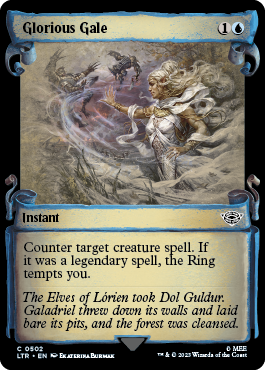 Glorious Gale 1
Instant
Counter target creature spell. If
it was a legendary spell, the Ring
tempts you.
The Elves of Lórien took Dol Guldur.
Galadriel threw down its walls and laid
bare its pits, and the forest was cleansed.
C 0502
LTR • EN Ekaterina Burmak
© MEE
™ & © 2023 Wizards of the Coast